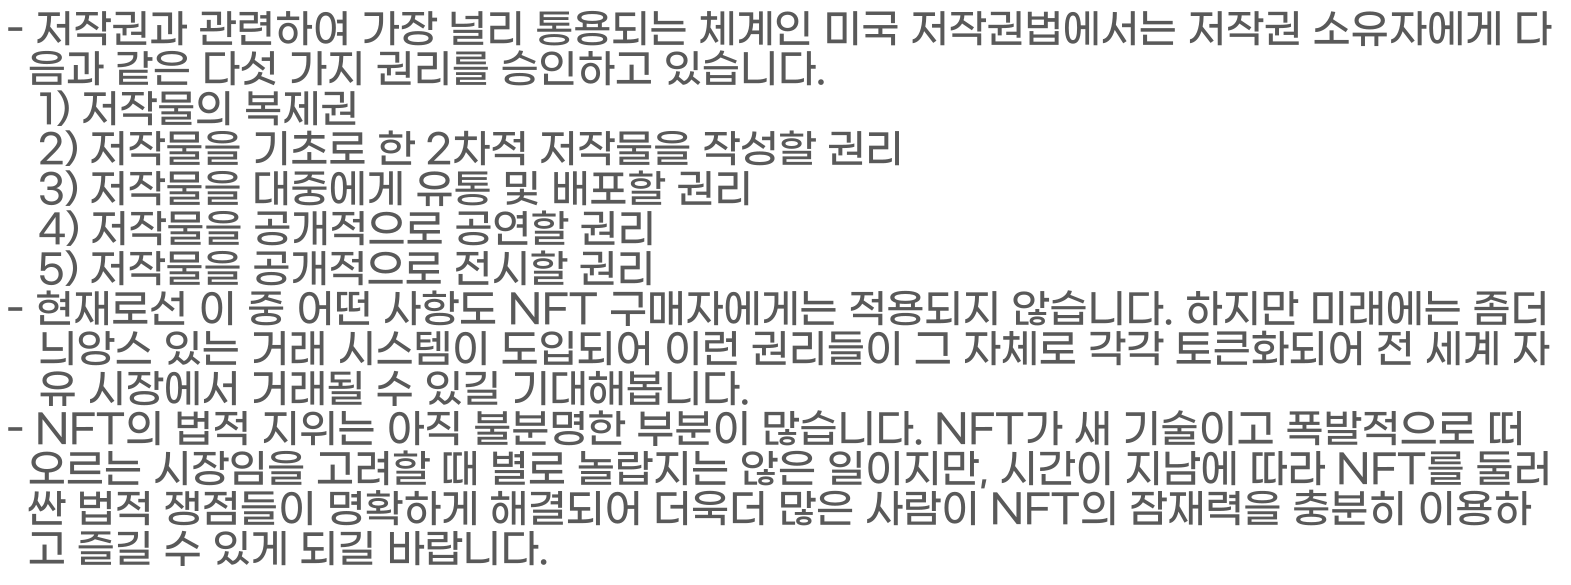 - 저작권과 관련하여 가장 널리 통용되는 체계인 미국 저작권법에서는 저작권 소유자에게 다
음과 같은 다섯 가지 권리를 승인하고 있습니다.
1) 저작물의 복제권
2) 저작물을 기초로 한 2차적 저작물을 작성할 권리
3) 저작물을 대중에게 유통 및 배포할 권리
4) 저작물을 공개적으로 공연할 권리
5) 저작물을 공개적으로 전시할 권리
- 현재로선 이 중 어떤 사항도 NFT 구매자에게는 적용되지 않습니다. 하지만 미래에는 좀더
늬앙스 있는 거래 시스템이 도입되어 이런 권리들이 그 자체로 각각 토큰화되어 전 세계 자
유 시장에서 거래될 수 있길 기대해봅니다.
- NFT의 법적 지위는 아직 불분명한 부분이 많습니다. NFT가 새 기술이고 폭발적으로 떠
오르는 시장임을 고려할 때 별로 놀랍지는 않은 일이지만, 시간이 지남에 따라 NFT를 둘러
싼 법적 쟁점들이 명확하게 해결되어 더욱더 많은 사람이 NFT의 잠재력을 충분히 이용하
고 즐길 수 있게 되길 바랍니다.